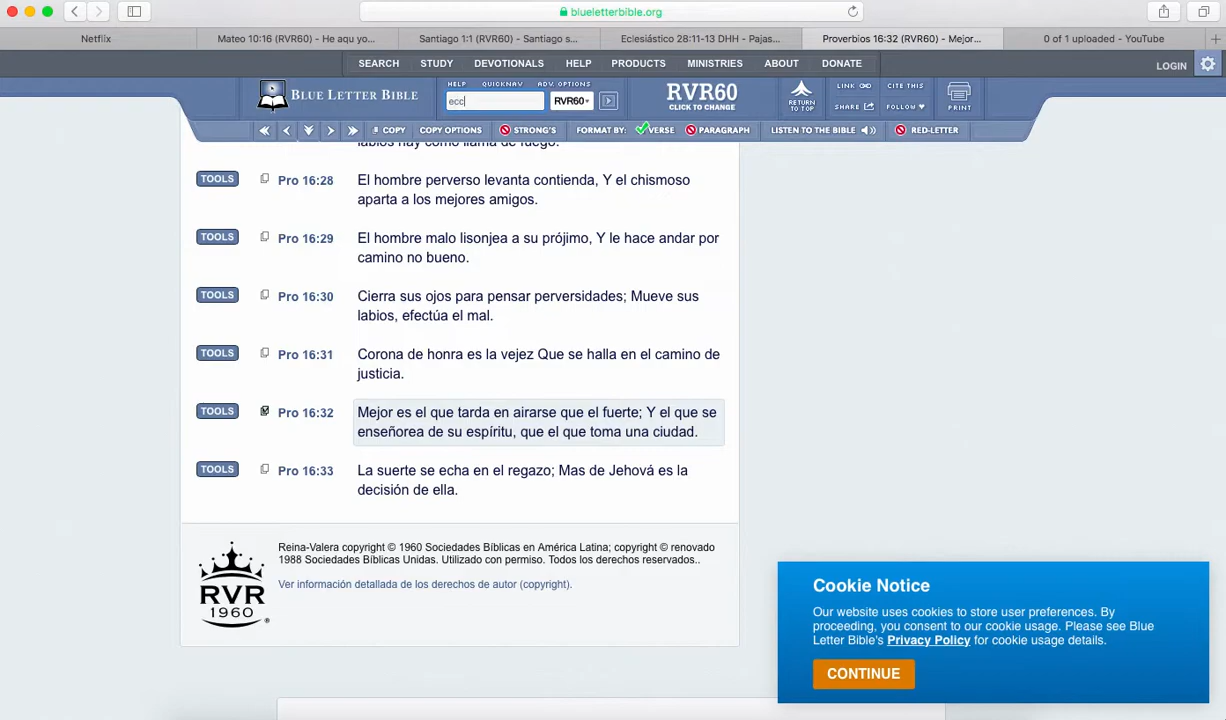 blueletterbible.org
Netflix
Mateo 10:16 (RVR60) - He aqu yo...
Santiago 1:1 (RVR60) - Santiago s...
Eclesiástico 28:11-13 DHH - Pajas...
Proverbios 16:32 (RVR60) - Mejor...
0 of 1 uploaded - YouTube
SEARCH STUDY DEVOTIONALS HELP PRODUCTS MINISTRIES ABOUT DONATE
LOGIN
HELP QUICKNAV ADV. OPTIONS
BLUE LETTER BIBLE
ecc
RVR60
RVR60
CLICK TO CHANGE
RETURN
TO TOP
LINK
CITE THIS
SHARE
FOLLOW
PRINT
COPY COPY OPTIONS STRONG'S FORMAT BY: VERSE PARAGRAPH LISTEN TO THE BIBLE RED-LETTER
labios hay como llama de fuego.
TOOLS Pro 16:28 El hombre perverso levanta contienda, Y el chismoso
aparta a los mejores amigos.
TOOLS Pro 16:29 El hombre malo lisonjea a su prójimo, Y le hace andar por
camino no bueno.
TOOLS Pro 16:30 Cierra sus ojos para pensar perversidades; Mueve sus
labios, efectúa el mal.
TOOLS Pro 16:31 Corona de honra es la vejez Que se halla en el camino de
justicia.
TOOLS Pro 16:32 Mejor es el que tarda en airarse que el fuerte; Y el que se
enseñorea de su espíritu, que el que toma una ciudad.
TOOLS Pro 16:33 La suerte se echa en el regazo; Mas de Jehová es la
decisión de ella.
RVR
1960
®
Reina-Valera copyright © 1960 Sociedades Bíblicas en América Latina; copyright © renovado
1988 Sociedades Bíblicas Unidas. Utilizado con permiso. Todos los derechos reservados..
Ver información detallada de los derechos de autor (copyright).
Cookie Notice
Our website uses cookies to store user preferences. By
proceeding, you consent to our cookie usage. Please see Blue
Letter Bible's Privacy Policy for cookie usage details.
CONTINUE